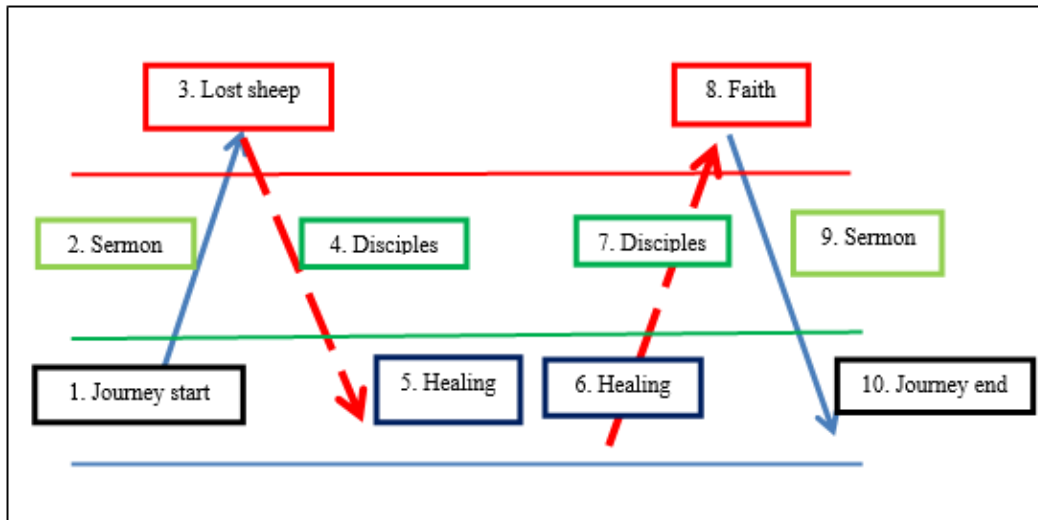 3. Lost sheep
8. Faith
2. Sermon
4. Disciples
7. Disciples
9. Sermon
1. Journey start
5. Healing
6. Healing
10. Journey end